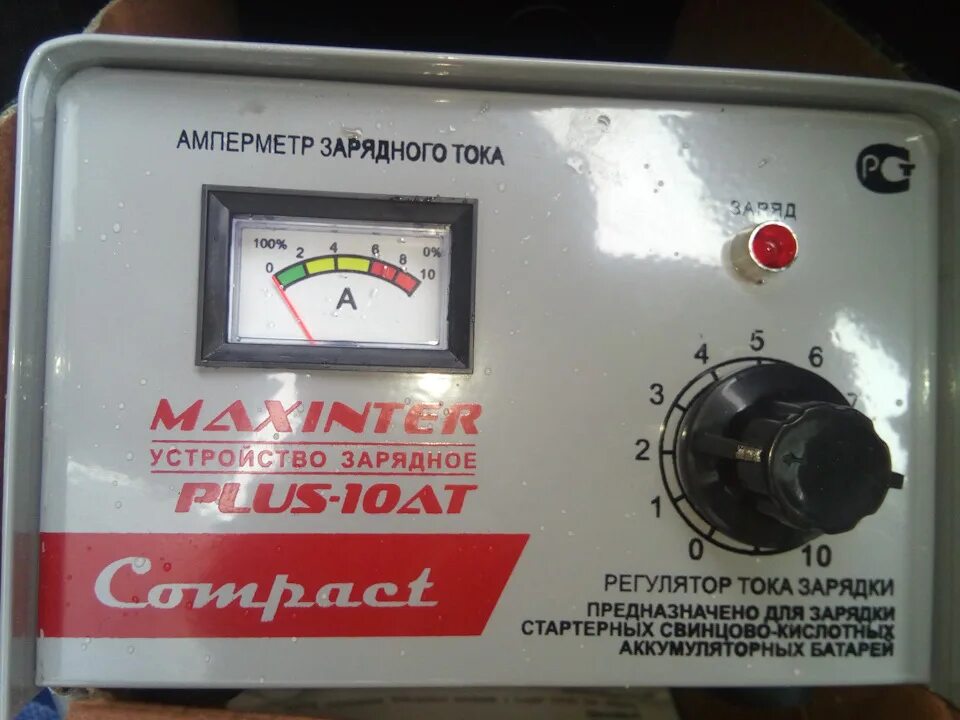 АМПЕРМЕТР ЗАРЯДНОГО ТОКА
РСТ
ЗАРЯД
100% 0%
0 2 4 6 8 10
A
MAXINTER
УСТРОЙСТВО ЗАРЯДНОЕ
PLUS-10AT
Compact
0 1 2 3 4 5 6 7 10
РЕГУЛЯТОР ТОКА ЗАРЯДКИ
ПРЕДНАЗНАЧЕНО ДЛЯ ЗАРЯДКИ
СТАРТЕРНЫХ СВИНЦОВО-КИСЛОТНЫХ
АККУМУЛЯТОРНЫХ БАТАРЕЙ